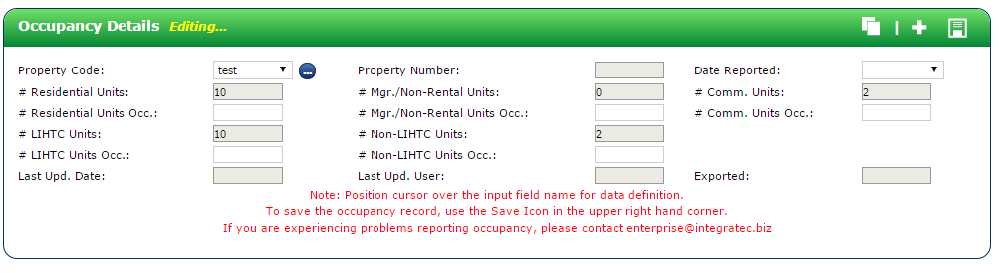 Occupancy Details Editing...
Property Code: test ... Property Number: Date Reported:
# Residential Units: 10 # Mgr./Non-Rental Units: 0 # Comm. Units: 2
# Residential Units Occ.: # Mgr./Non-Rental Units Occ.: # Comm. Units Occ.:
# LIHTC Units: 10 # Non-LIHTC Units: 2
# LIHTC Units Occ.: # Non-LIHTC Units Occ.:
Last Upd. Date: Last Upd. User: Exported:
Note: Position cursor over the input field name for data definition.
To save the occupancy record, use the Save Icon in the upper right hand corner.
If you are experiencing problems reporting occupancy, please contact enterprise@integratec.biz